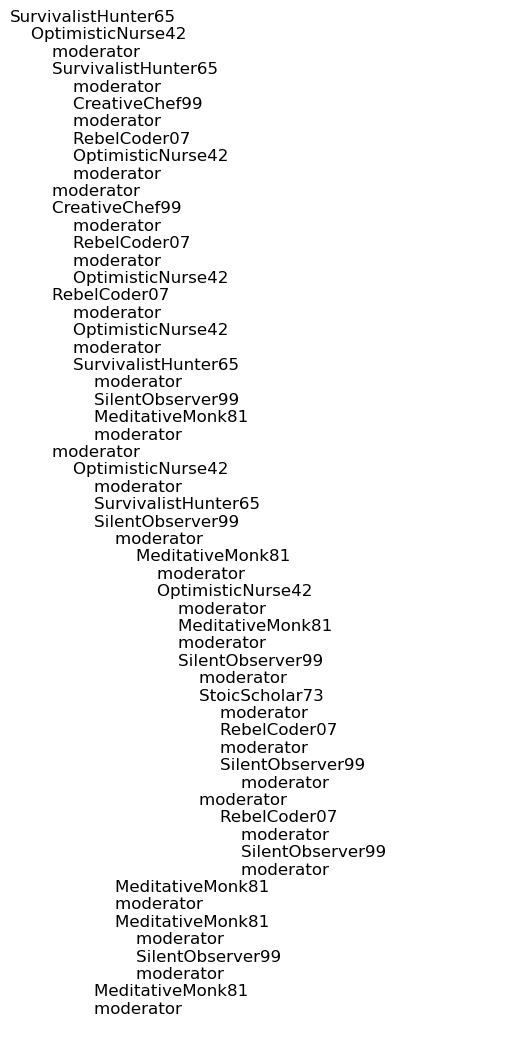 SurvivalistHunter65
OptimisticNurse42
moderator
SurvivalistHunter65
moderator
CreativeChef99
moderator
RebelCoder07
OptimisticNurse42
moderator
moderator
CreativeChef99
moderator
RebelCoder07
moderator
OptimisticNurse42
RebelCoder07
moderator
OptimisticNurse42
moderator
SurvivalistHunter65
moderator
SilentObserver99
MeditativeMonk81
moderator
moderator
OptimisticNurse42
moderator
SurvivalistHunter65
SilentObserver99
moderator
MeditativeMonk81
moderator
OptimisticNurse42
moderator
MeditativeMonk81
moderator
SilentObserver99
moderator
StoicScholar73
moderator
RebelCoder07
moderator
SilentObserver99
moderator
moderator
RebelCoder07
moderator
SilentObserver99
moderator
MeditativeMonk81
moderator
MeditativeMonk81
moderator
SilentObserver99
moderator
MeditativeMonk81
moderator